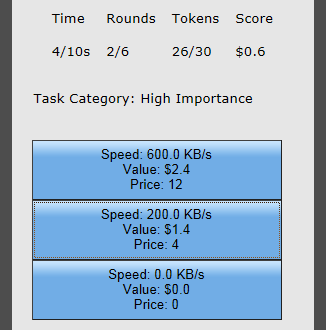 Time Rounds Tokens Score
4/10s 2/6 26/30 $0.6
Task Category: High Importance
Speed: 600.0 KB/s
Value: $2.4
Price: 12
Speed: 200.0 KB/s
Value: $1.4
Price: 4
Speed: 0.0 KB/s
Value: $0.0
Price: 0